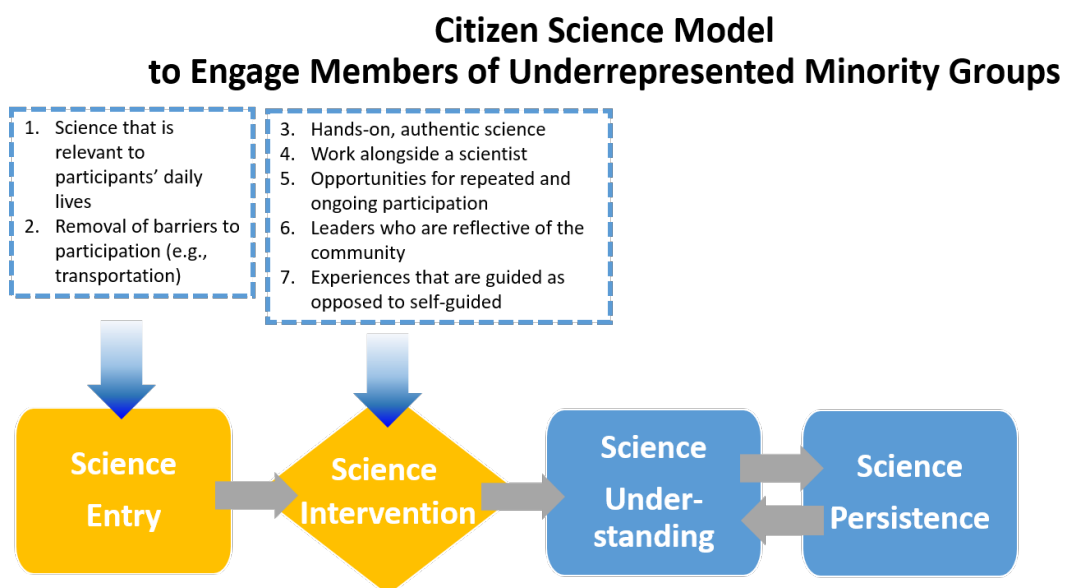 Citizen Science Model
to Engage Members of Underrepresented Minority Groups
1. Science that is
relevant to
participants’ daily
lives
2. Removal of barriers to
participation (e.g.,
transportation)
3. Hands-on, authentic science
4. Work alongside a scientist
5. Opportunities for repeated and
ongoing participation
6. Leaders who are reflective of the
community
7. Experiences that are guided as
opposed to self-guided
Science
Entry
Science
Intervention
Science
Under-
standing
Science
Persistence